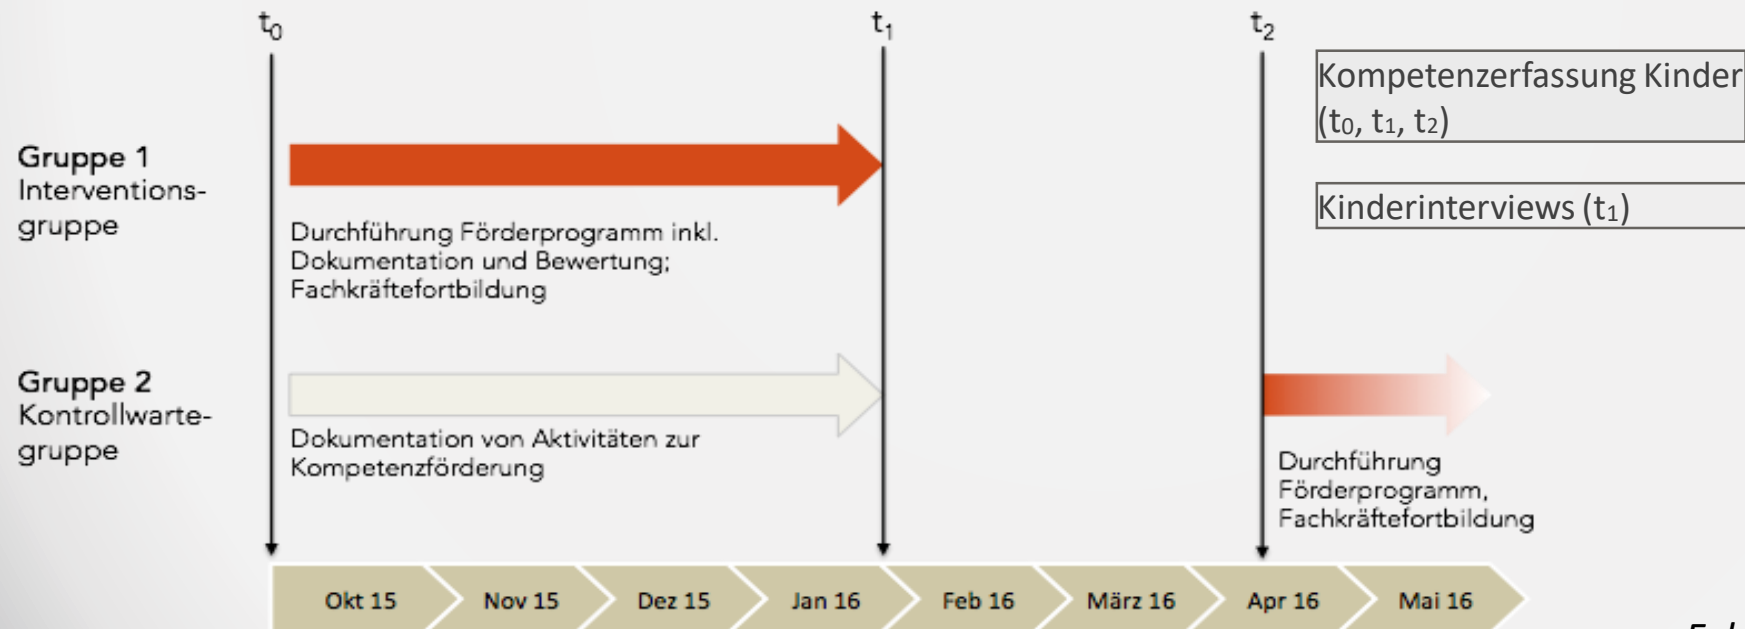 t₀
t₁
t₂
Kompetenzerfassung Kinder
(t₀, t₁, t₂)
Kinderinterviews (t₁)
Gruppe 1
Interventions-
gruppe
Durchführung Förderprogramm inkl.
Dokumentation und Bewertung;
Fachkräftefortbildung
Gruppe 2
Kontrollwarte-
gruppe
Dokumentation von Aktivitäten zur
Kompetenzförderung
Durchführung
Förderprogramm,
Fachkräftefortbildung
Okt 15
Nov 15
Dez 15
Jan 16
Feb 16
März 16
Apr 16
Mai 16